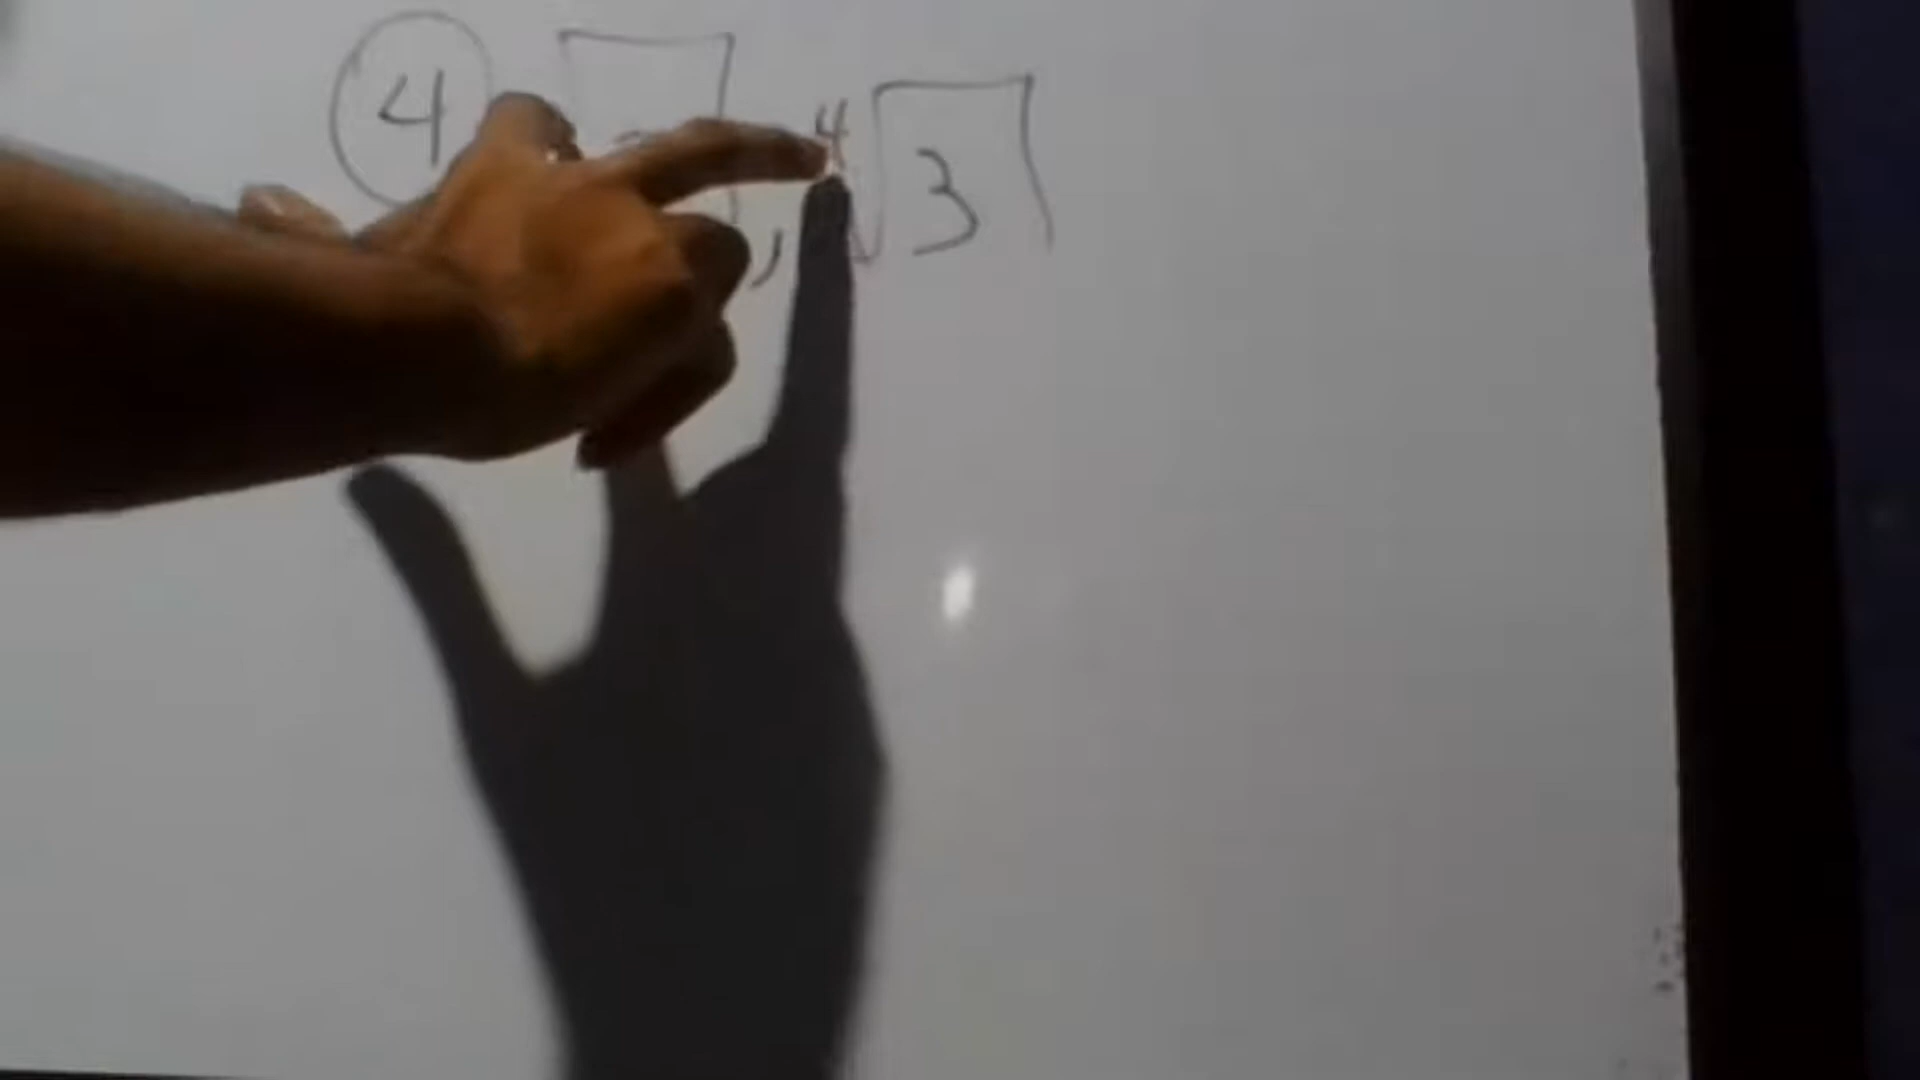 ④ , ⁴√3